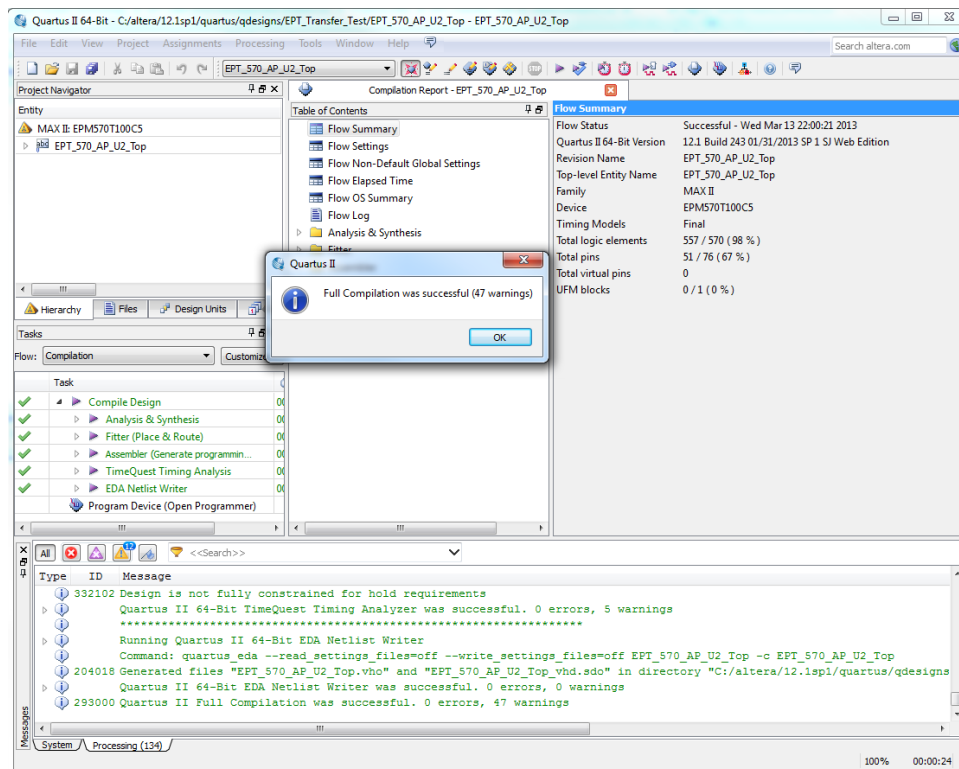 Quartus II 64-Bit - C:/altera/12.1sp1/quartus/qdesigns/EPT_Transfer_Test/EPT_570_AP_U2_Top - EPT_570_AP_U2_Top
File Edit View Project Assignments Processing Tools Window Help
Search altera.com
EPT_570_AP_U2_Top
Project Navigator
Entity
MAX II: EPM570T100C5
EPT_570_AP_U2_Top
Hierarchy Files Design Units
Tasks
Flow: Compilation Customize
Task
Compile Design
Analysis & Synthesis
Fitter (Place & Route)
Assembler (Generate programmin...
TimeQuest Timing Analysis
EDA Netlist Writer
Program Device (Open Programmer)
Compilation Report - EPT_570_AP_U2_Top
Table of Contents
Flow Summary
Flow Settings
Flow Non-Default Global Settings
Flow Elapsed Time
Flow OS Summary
Flow Log
Analysis & Synthesis
Fitter
Flow Summary
Flow Status Successful - Wed Mar 13 22:00:21 2013
Quartus II 64-Bit Version 12.1 Build 243 01/31/2013 SP 1 SJ Web Edition
Revision Name EPT_570_AP_U2_Top
Top-level Entity Name EPT_570_AP_U2_Top
Family MAX II
Device EPM570T100C5
Timing Models Final
Total logic elements 557 / 570 ( 98 % )
Total pins 51 / 76 ( 67 % )
Total virtual pins 0
UFM blocks 0 / 1 ( 0 % )
Quartus II
Full Compilation was successful (47 warnings)
OK
All 12 <<Search>>
Type ID Message
332102 Design is not fully constrained for hold requirements
Quartus II 64-Bit TimeQuest Timing Analyzer was successful. 0 errors, 5 warnings
*******************************************************************
Running Quartus II 64-Bit EDA Netlist Writer
Command: quartus_eda --read_settings_files=off --write_settings_files=off EPT_570_AP_U2_Top -c EPT_570_AP_U2_Top
204018 Generated files "EPT_570_AP_U2_Top.vho" and "EPT_570_AP_U2_Top_vhd.sdo" in directory "C:/altera/12.1sp1/quartus/qdesigns
Quartus II 64-Bit EDA Netlist Writer was successful. 0 errors, 0 warnings
293000 Quartus II Full Compilation was successful. 0 errors, 47 warnings
Messages
System Processing (134)
100% 00:00:24